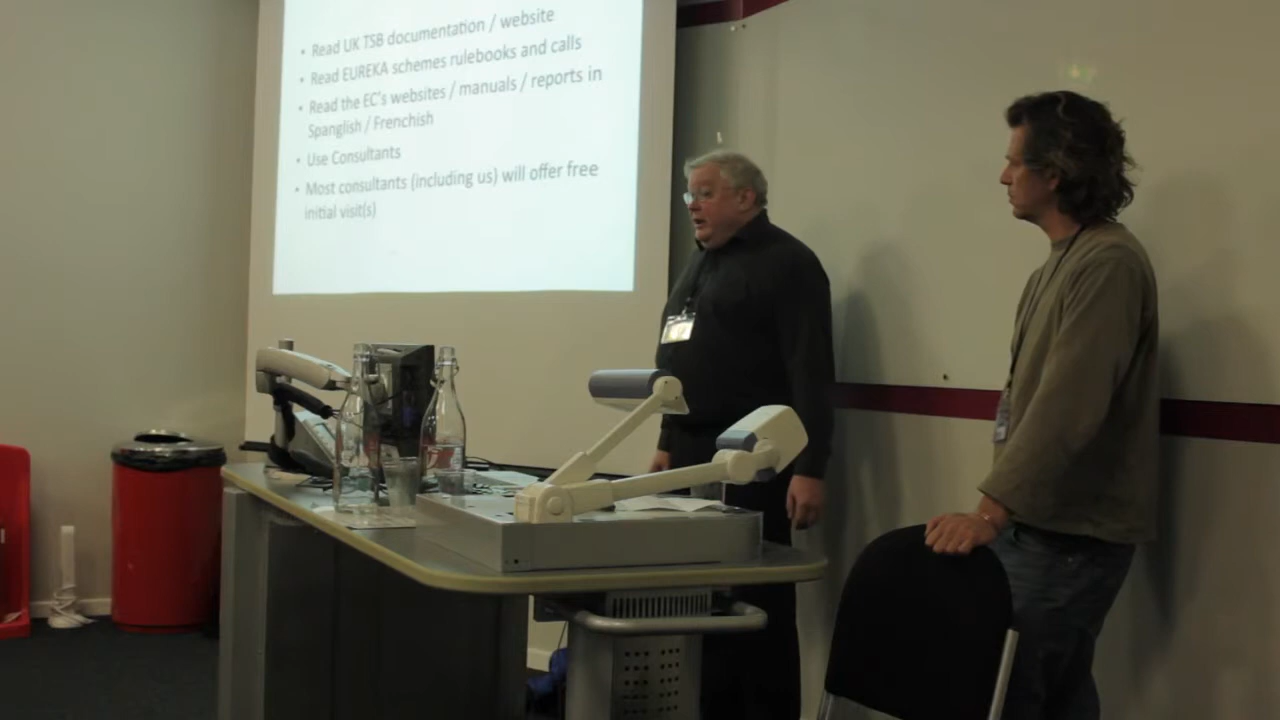 • Read UK TSB documentation / website
• Read EUREKA schemes rulebooks and calls
• Read the EC's websites / manuals / reports in
Spanglish / Frenchish
• Use Consultants
• Most consultants (including us) will offer free
initial visit(s)